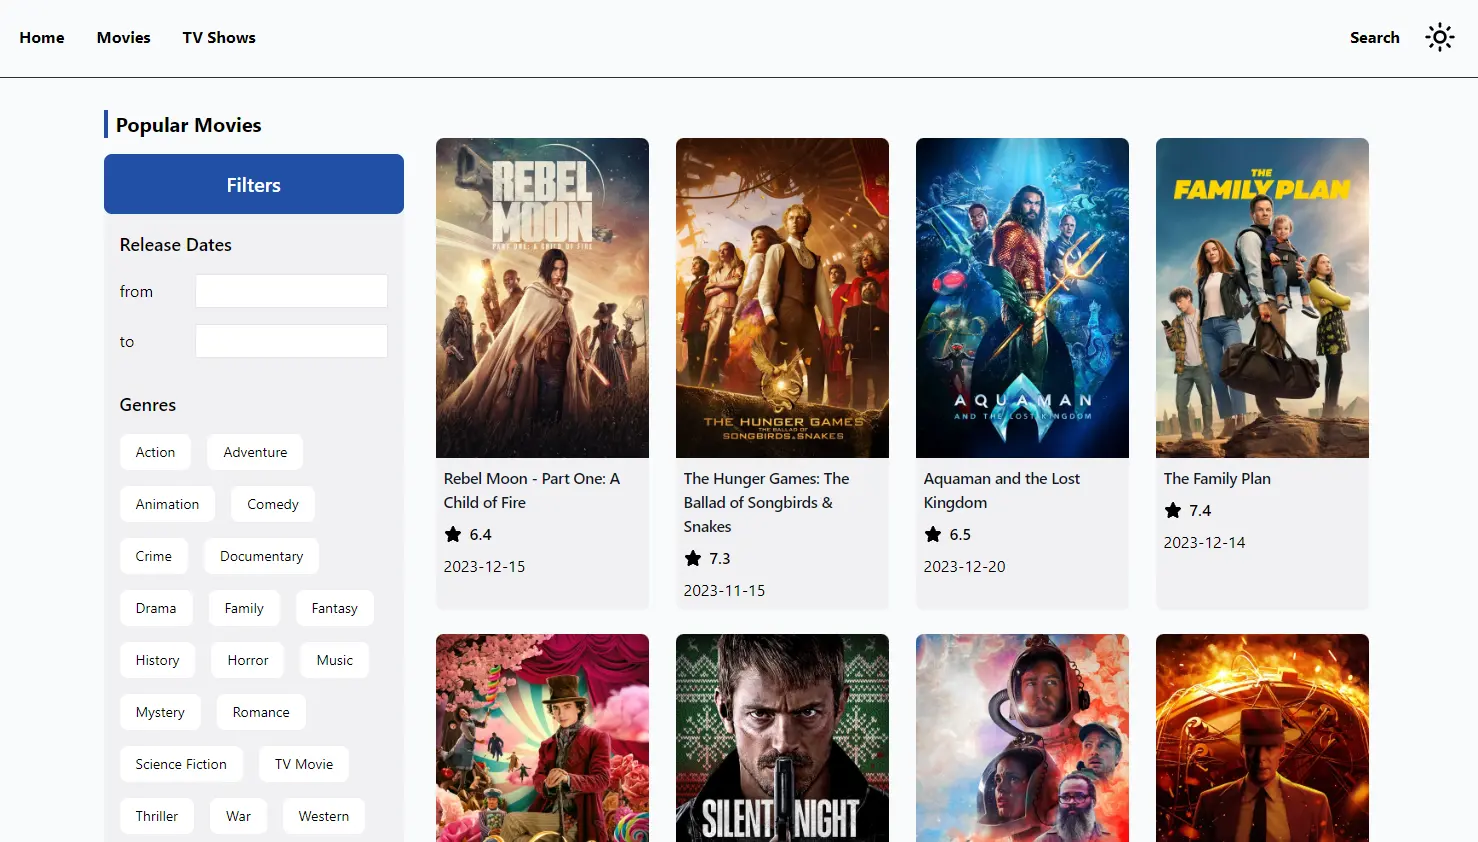 Home
Movies
TV Shows
Search
Popular Movies
Filters
Release Dates
from
to
Genres
Action
Adventure
Animation
Comedy
Crime
Documentary
Drama
Family
Fantasy
History
Horror
Music
Mystery
Romance
Science Fiction
TV Movie
Thriller
War
Western
REBEL
MOON
PART ONE: A CHILD OF FIRE
Rebel Moon - Part One: A
Child of Fire
6.4
2023-12-15
THE HUNGER GAMES
THE BALLAD OF
SONGBIRDS & SNAKES
The Hunger Games: The
Ballad of Songbirds &
Snakes
7.3
2023-11-15
AQUAMAN
AND THE LOST KINGDOM
Aquaman and the Lost
Kingdom
6.5
2023-12-20
THE
FAMILY PLAN
The Family Plan
7.4
2023-12-14
SILENT NIGHT